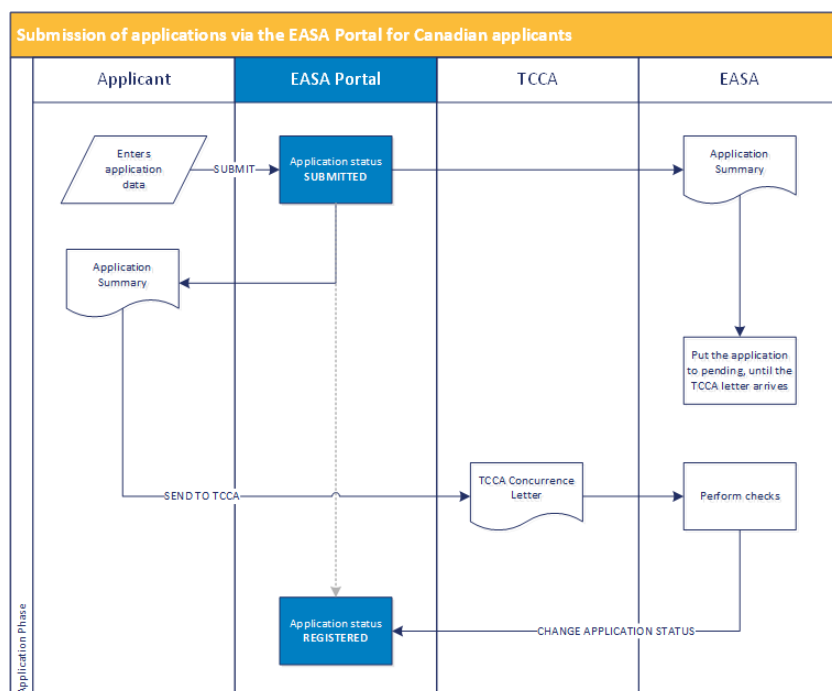 Submission of applications via the EASA Portal for Canadian applicants
Applicant
EASA Portal
TCCA
EASA
Enters
application
data
SUBMIT
Application status
SUBMITTED
Application
Summary
Application
Summary
Put the application
to pending, until the
TCCA letter arrives
SEND TO TCCA
TCCA Concurrence
Letter
Perform checks
Application status
REGISTERED
CHANGE APPLICATION STATUS
Application Phase